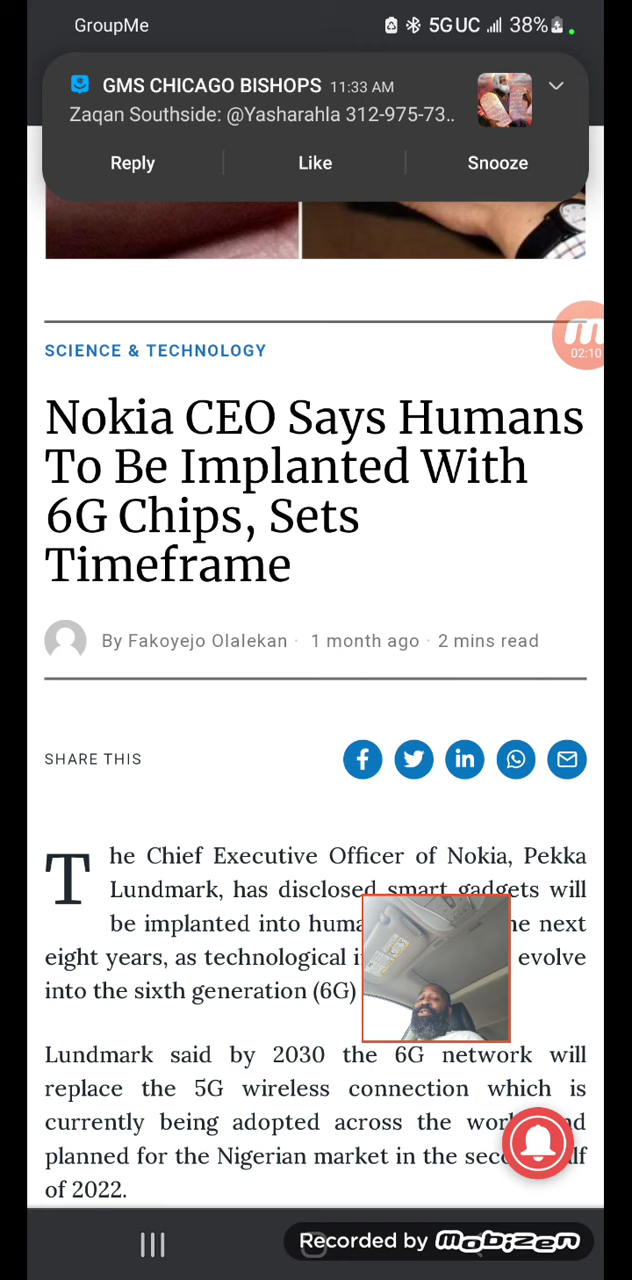 GroupMe 5GUC 38%
GMS CHICAGO BISHOPS 11:33 AM
Zaqan Southside: @Yasharahla 312-975-73..
Reply Like Snooze
02:10
SCIENCE & TECHNOLOGY
Nokia CEO Says Humans
To Be Implanted With
6G Chips, Sets
Timeframe
By Fakoyejo Olalekan · 1 month ago · 2 mins read
SHARE THIS
The Chief Executive Officer of Nokia, Pekka
Lundmark, has disclosed smart gadgets will
be implanted into next
eight years, as technological evolve
into the sixth generation (6G)
Lundmark said by 2030 the 6G network will
replace the 5G wireless connection which is
currently being adopted across the
planned for the Nigerian market in the
of 2022.
Recorded by mobizen